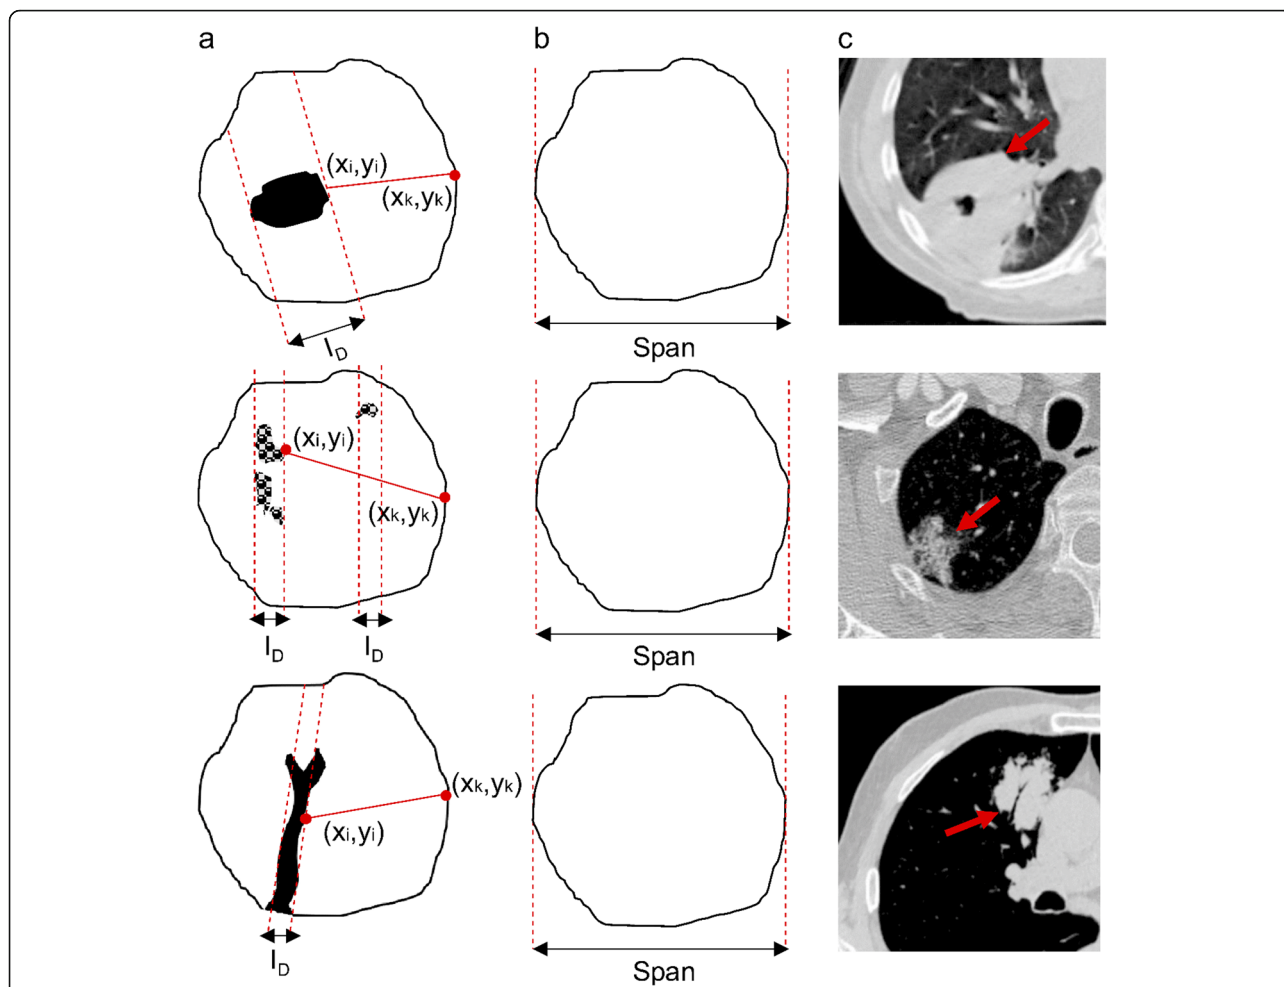 a b c
(xi,yi)
(xk,yk)
lD
Span
(xi,yi)
(xk,yk)
lD lD
Span
(xk,yk)
(xi,yi)
lD
Span